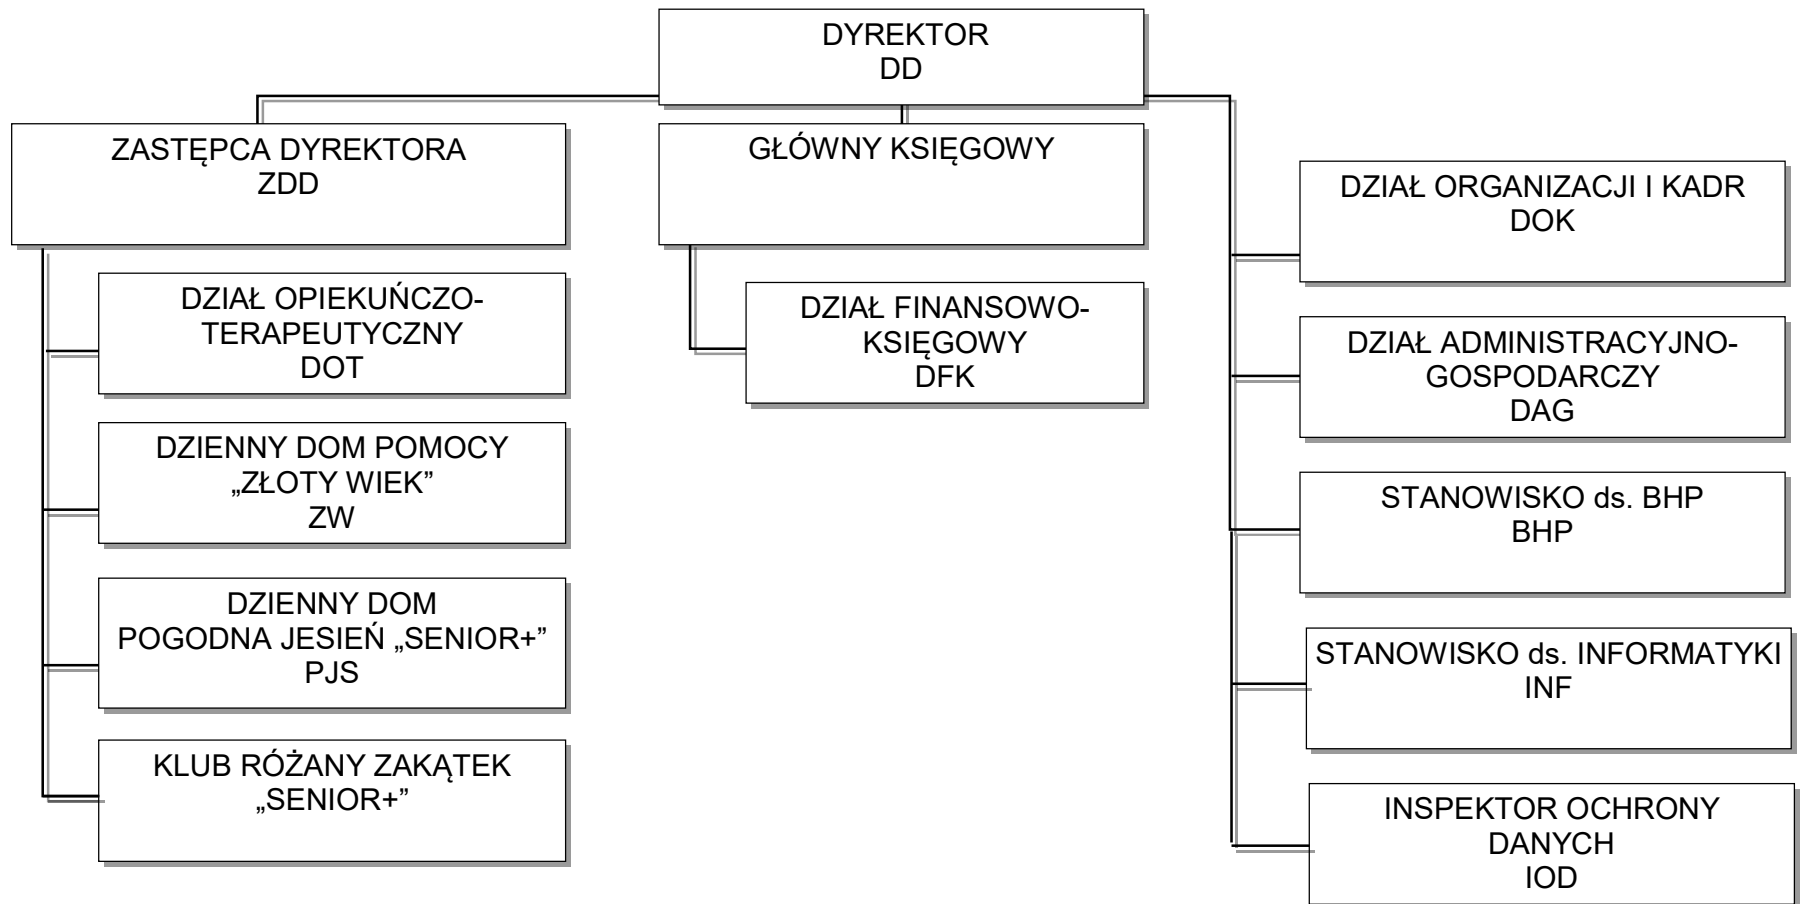 DYREKTOR
DD
ZASTĘPCA DYREKTORA
ZDD
GŁÓWNY KSIĘGOWY
DZIAŁ OPIEKUŃCZO-
TERAPEUTYCZNY
DOT
DZIENNY DOM POMOCY
„ZŁOTY WIEK”
ZW
DZIENNY DOM
POGODNA JESIEŃ „SENIOR+”
PJS
KLUB RÓŻANY ZAKĄTEK
„SENIOR+”
DZIAŁ FINANSOWO-
KSIĘGOWY
DFK
DZIAŁ ORGANIZACJI I KADR
DOK
DZIAŁ ADMINISTRACYJNO-
GOSPODARCZY
DAG
STANOWISKO ds. BHP
BHP
STANOWISKO ds. INFORMATYKI
INF
INSPEKTOR OCHRONY
DANYCH
IOD